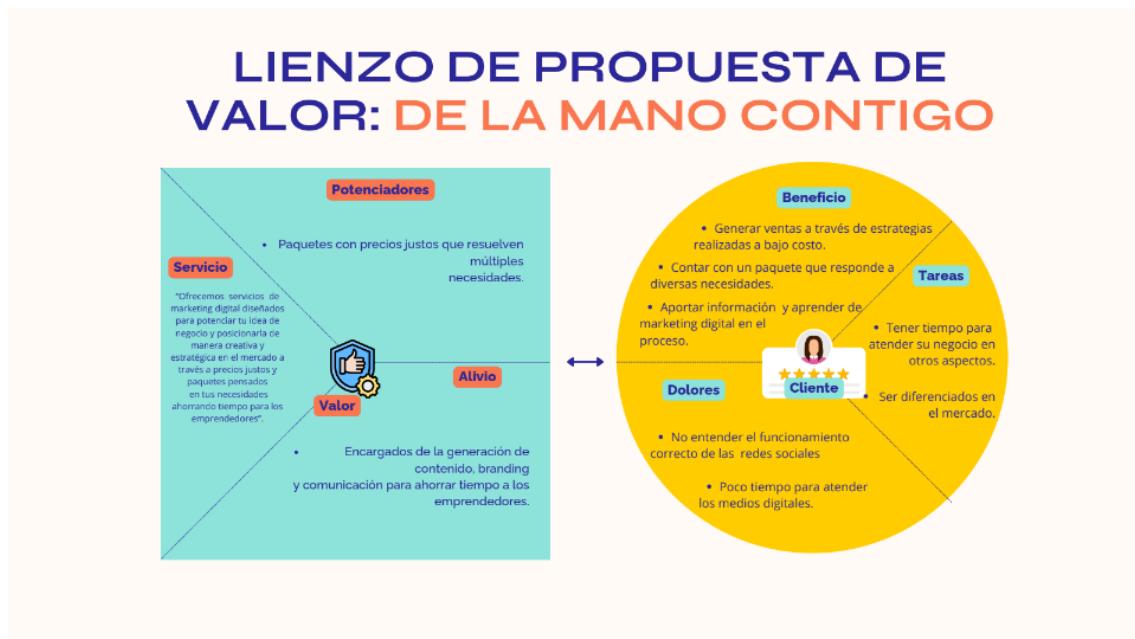 LIENZO DE PROPUESTA DE
VALOR: DE LA MANO CONTIGO
Potenciadores
• Paquetes con precios justos que resuelven
múltiples
necesidades.
Servicio
"Ofrecemos servicios de
marketing digital diseñados
para potenciar tu idea de
negocio y posicionarla de
manera creativa y
estratégica en el mercado a
través a precios justos y
paquetes pensados
en tus necesidades
ahorrando tiempo para los
emprendedores".
Valor
Alivio
• Encargados de la generación de
contenido, branding
y comunicación para ahorrar tiempo a los
emprendedores.
Beneficio
• Generar ventas a través de estrategias
realizadas a bajo costo.
• Contar con un paquete que responde a
diversas necesidades.
• Aportar información y aprender de
marketing digital en el
proceso.
Tareas
• Tener tiempo para
atender su negocio en
otros aspectos.
• Ser diferenciados en
el mercado.
Cliente
Dolores
• No entender el funcionamiento
correcto de las redes sociales
• Poco tiempo para atender
los medios digitales.